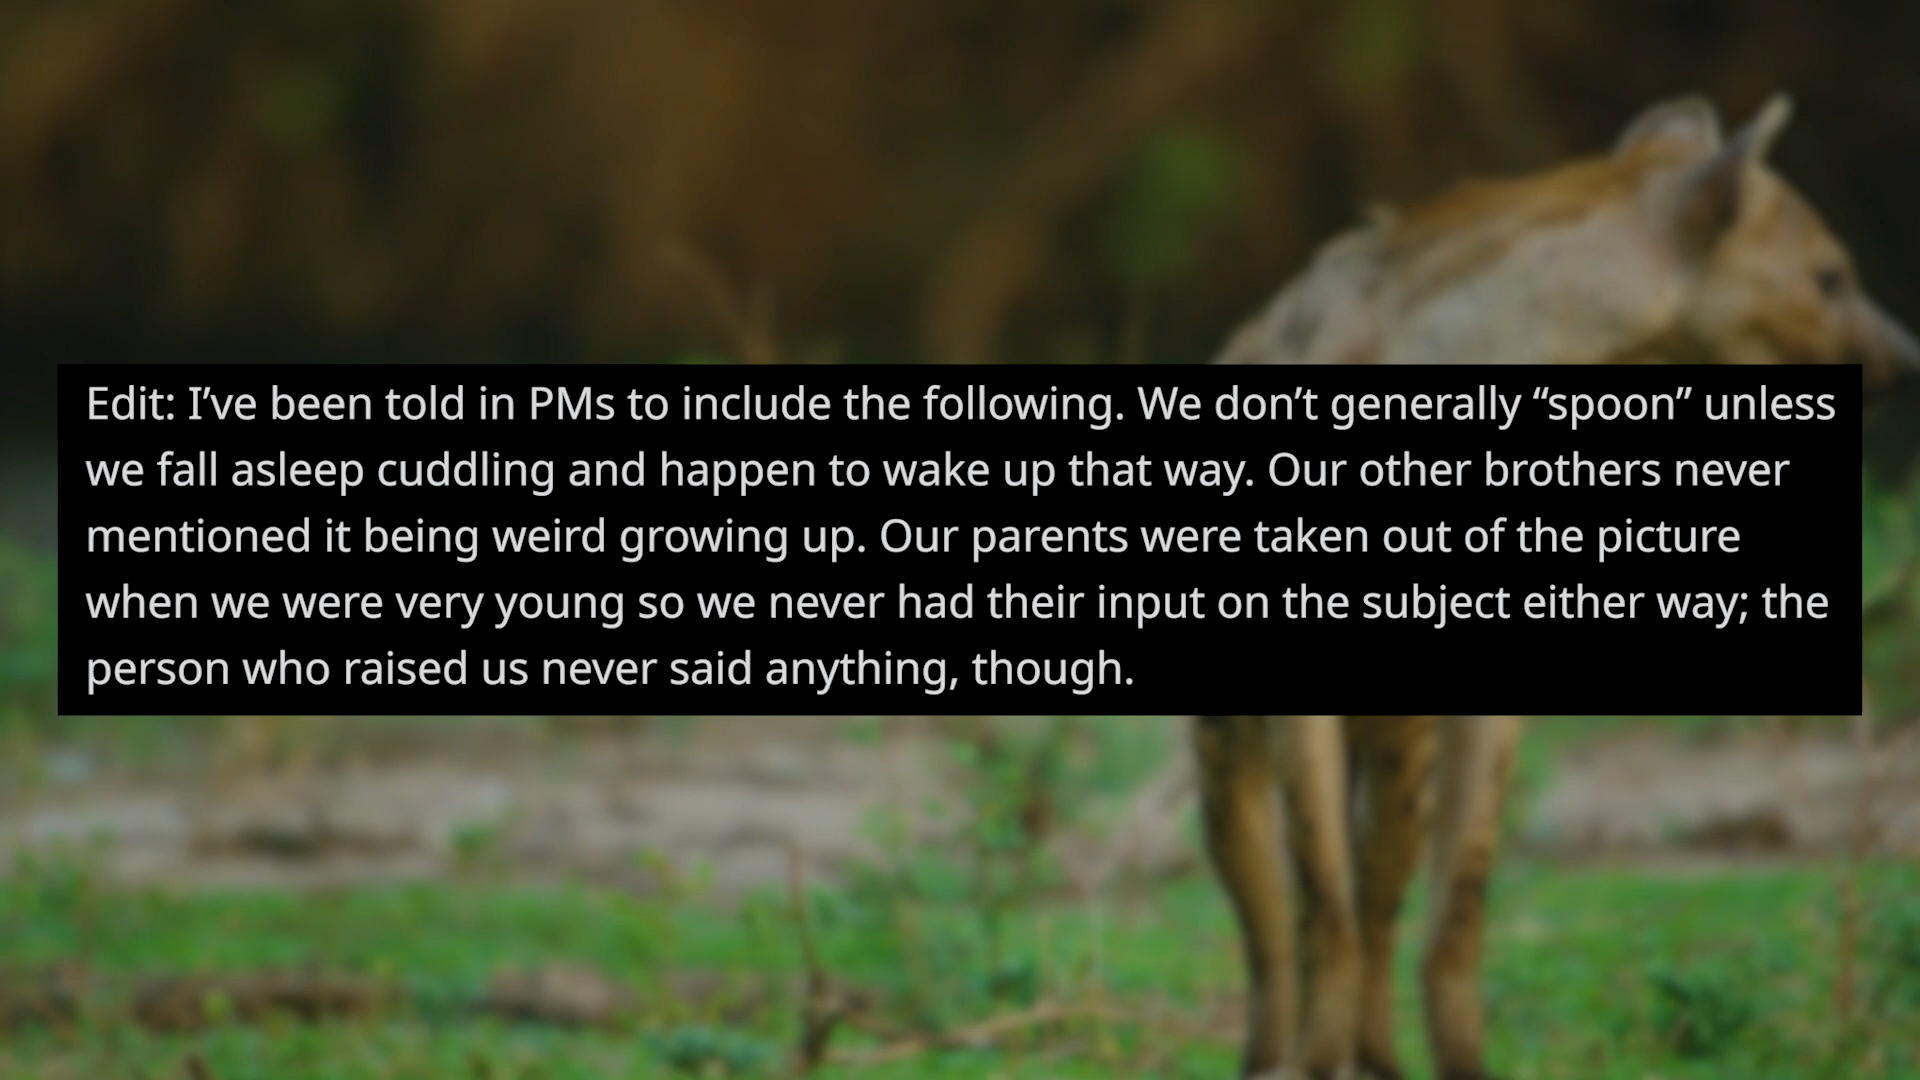 Edit: I’ve been told in PMs to include the following. We don’t generally “spoon” unless
we fall asleep cuddling and happen to wake up that way. Our other brothers never
mentioned it being weird growing up. Our parents were taken out of the picture
when we were very young so we never had their input on the subject either way; the
person who raised us never said anything, though.